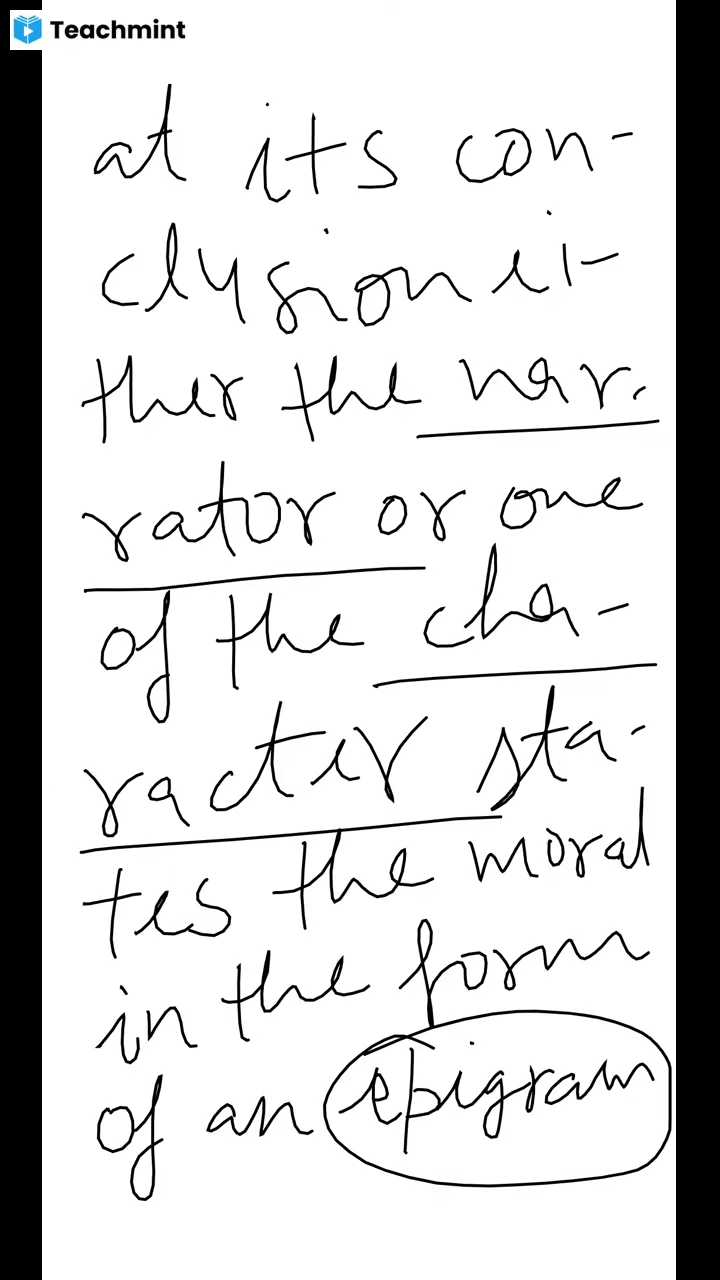 Teachmint
at its con-
clusion ei-
ther the nar-
rator or one
of the cha-
racter sta-
tes the moral
in the form
of an epigram